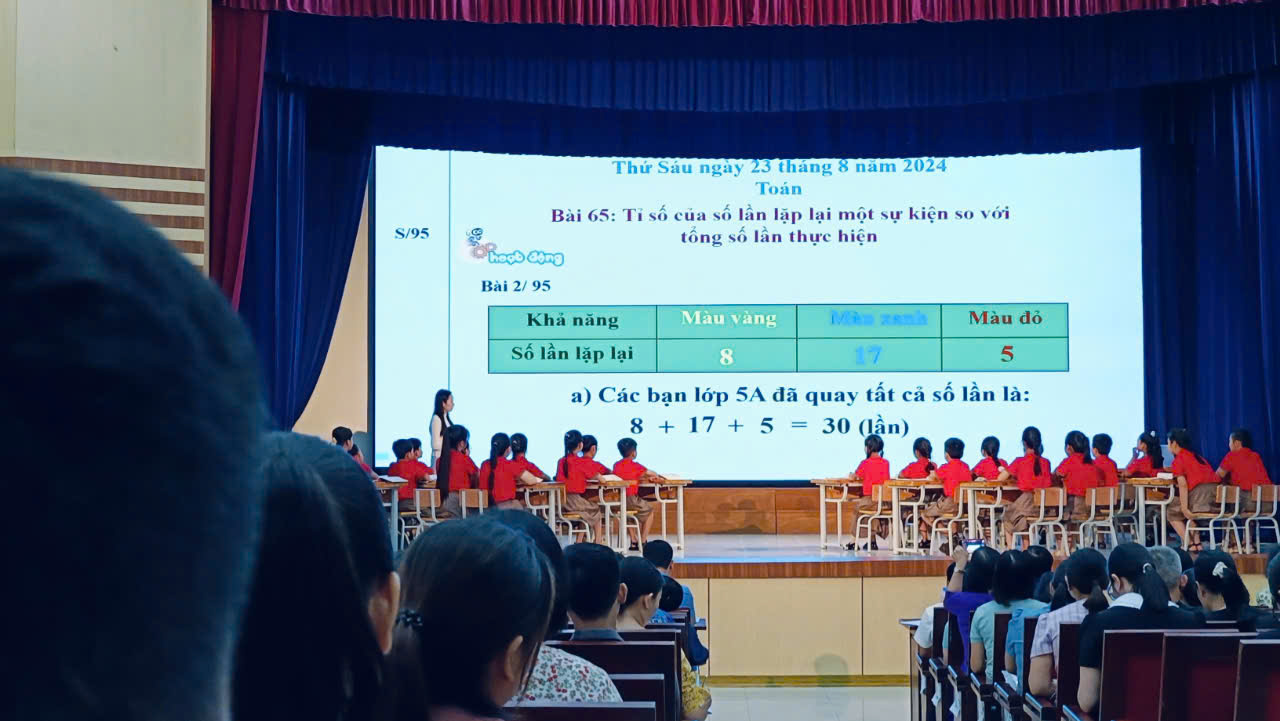 Thứ Sáu ngày 23 tháng 8 năm 2024
Toán
Bài 65: Tỉ số của số lần lặp lại một sự kiện so với
tổng số lần thực hiện
S/95
hoạt động
Bài 2/ 95
Khả năng Màu vàng Màu xanh Màu đỏ
Số lần lặp lại 8 17 5
a) Các bạn lớp 5A đã quay tất cả số lần là:
8 + 17 + 5 = 30 (lần)